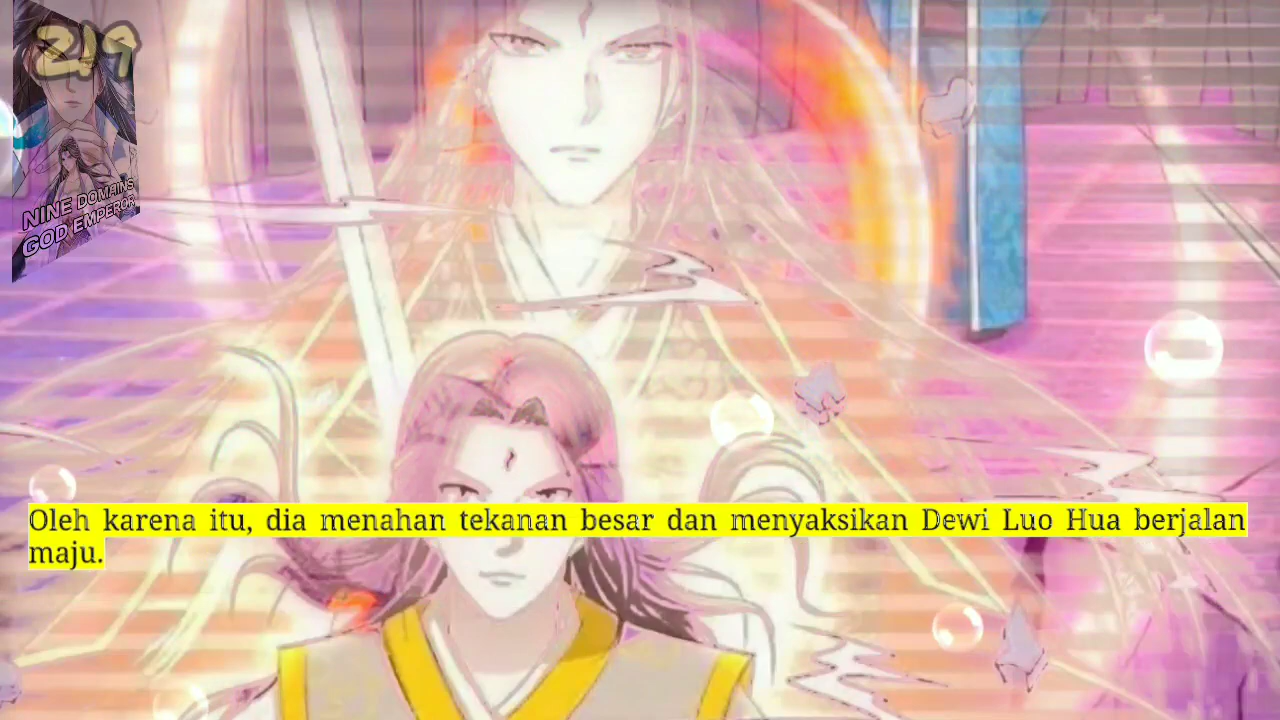 219
NINE DOMAINS
GOD EMPEROR
Oleh karena itu, dia menahan tekanan besar dan menyaksikan Dewi Luo Hua berjalan
maju.